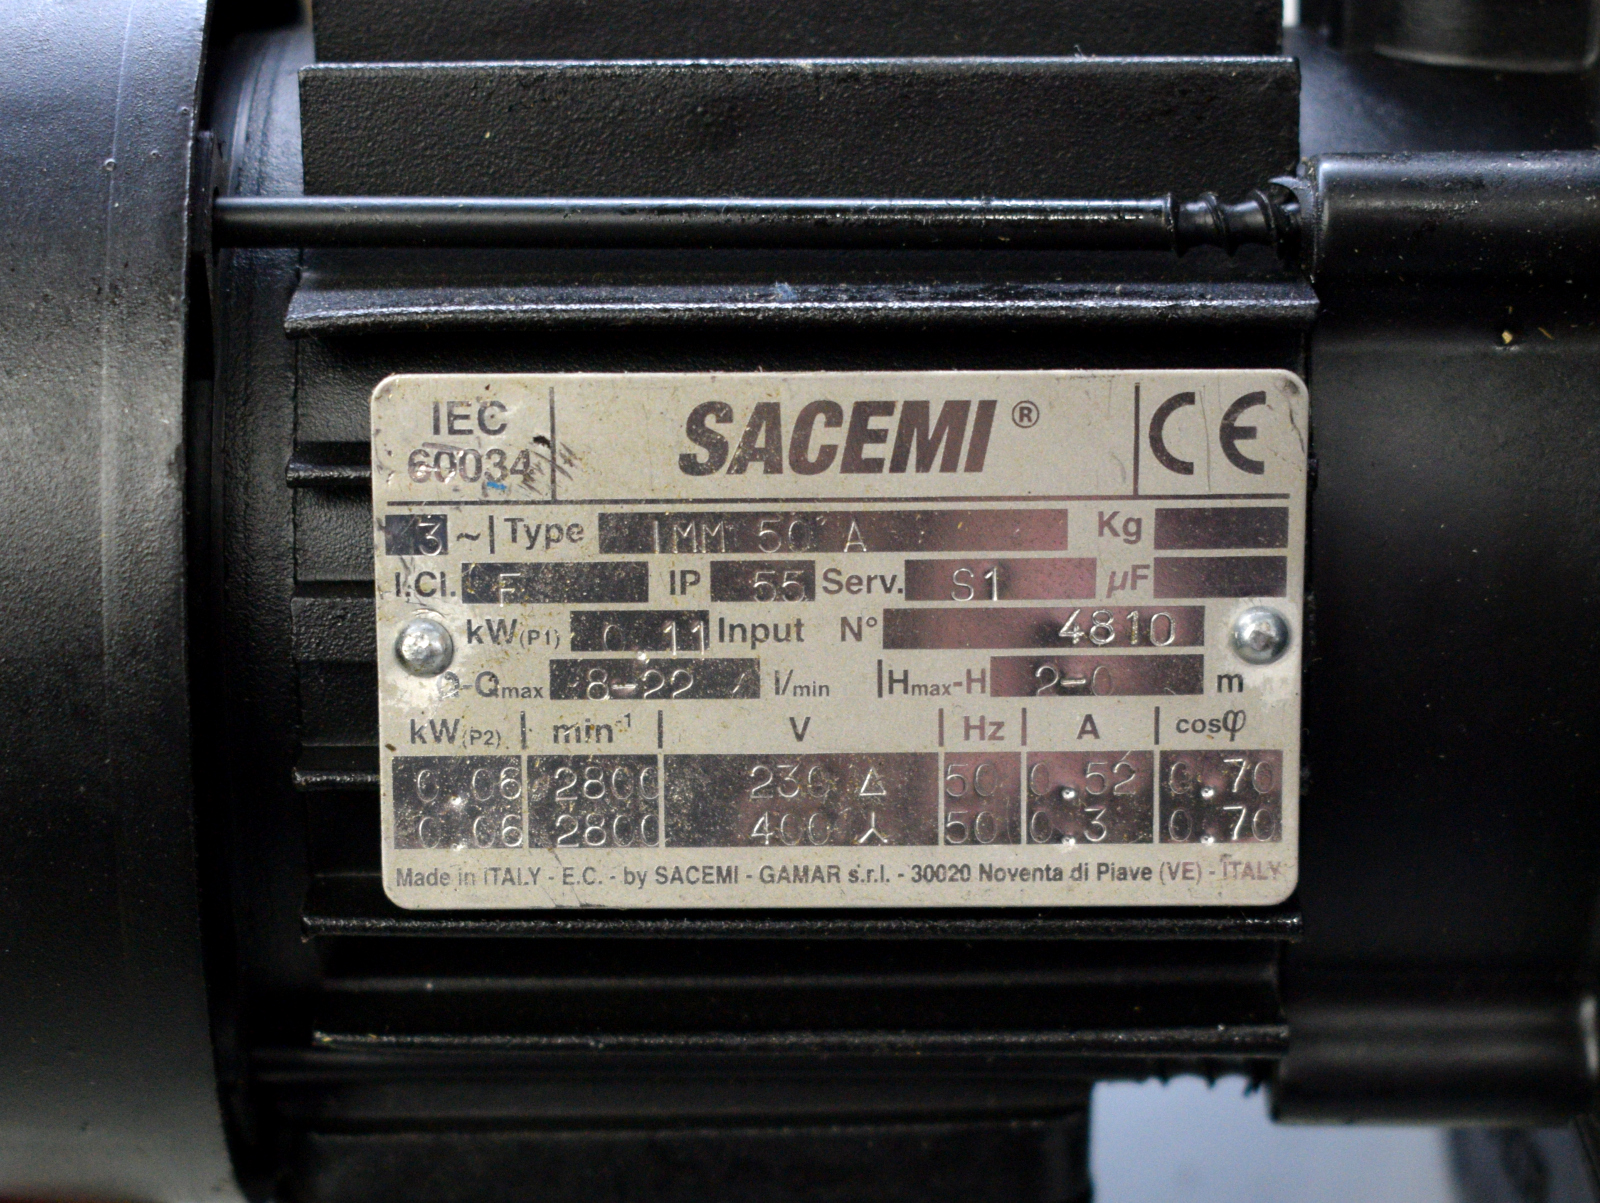 IEC 60034 SACEMI ® CE
3 ~ Type IMM 50 A Kg
I.Cl. F IP 55 Serv. S1 µF
kW(P1) 0.11 Input N° 4810
Q-Qmax 8-22 l/min Hmax-H 2-0 m
kW(P2) min-1 V Hz A cosφ
0.06 2800 230 Δ 50 0.52 0.70
0.06 2800 400 ⅄ 50 0.3 0.70
Made in ITALY - E.C. - by SACEMI - GAMAR s.r.l. - 30020 Noventa di Piave (VE) - ITALY